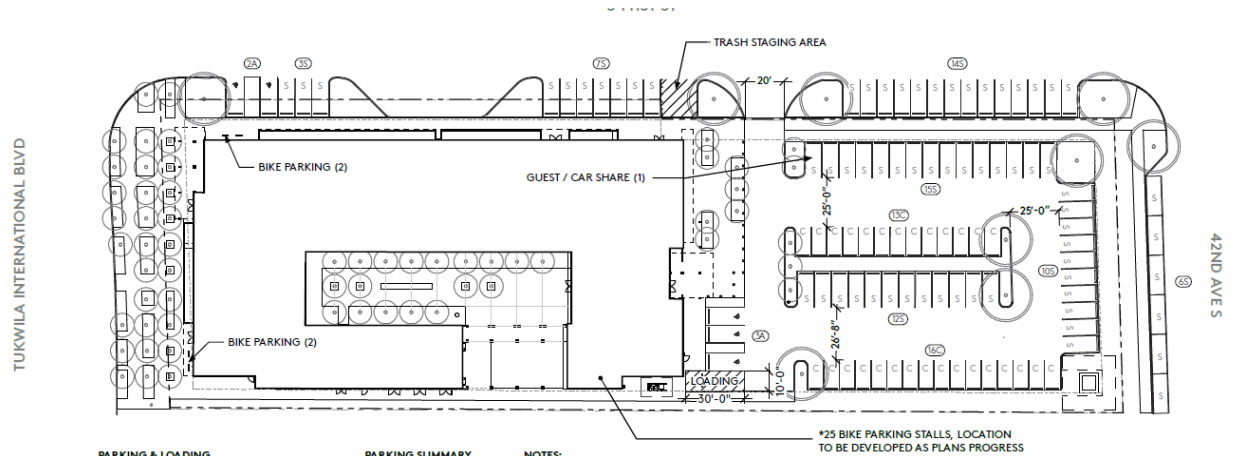 TRASH STAGING AREA
2A
3S
7S
20'
14S
S S S
S S S S S S S
S S S S S S S S S S S S S
BIKE PARKING (2)
GUEST / CAR SHARE (1)
S S S S S S S S S S S S S S S
15S
25'-0"
25'-0"
13C
C C C C C C C C C C C C C
TUKWILA INTERNATIONAL BLVD
42ND AVE S
10S
6S
S S S S S S S S S S S S
12S
26'-8"
3A
16C
C C C C C C C C C C C C C C C C
BIKE PARKING (2)
LOADING
10'-0"
30'-0"
*25 BIKE PARKING STALLS, LOCATION
TO BE DEVELOPED AS PLANS PROGRESS
PARKING & LOADING
PARKING SUMMARY
NOTES: